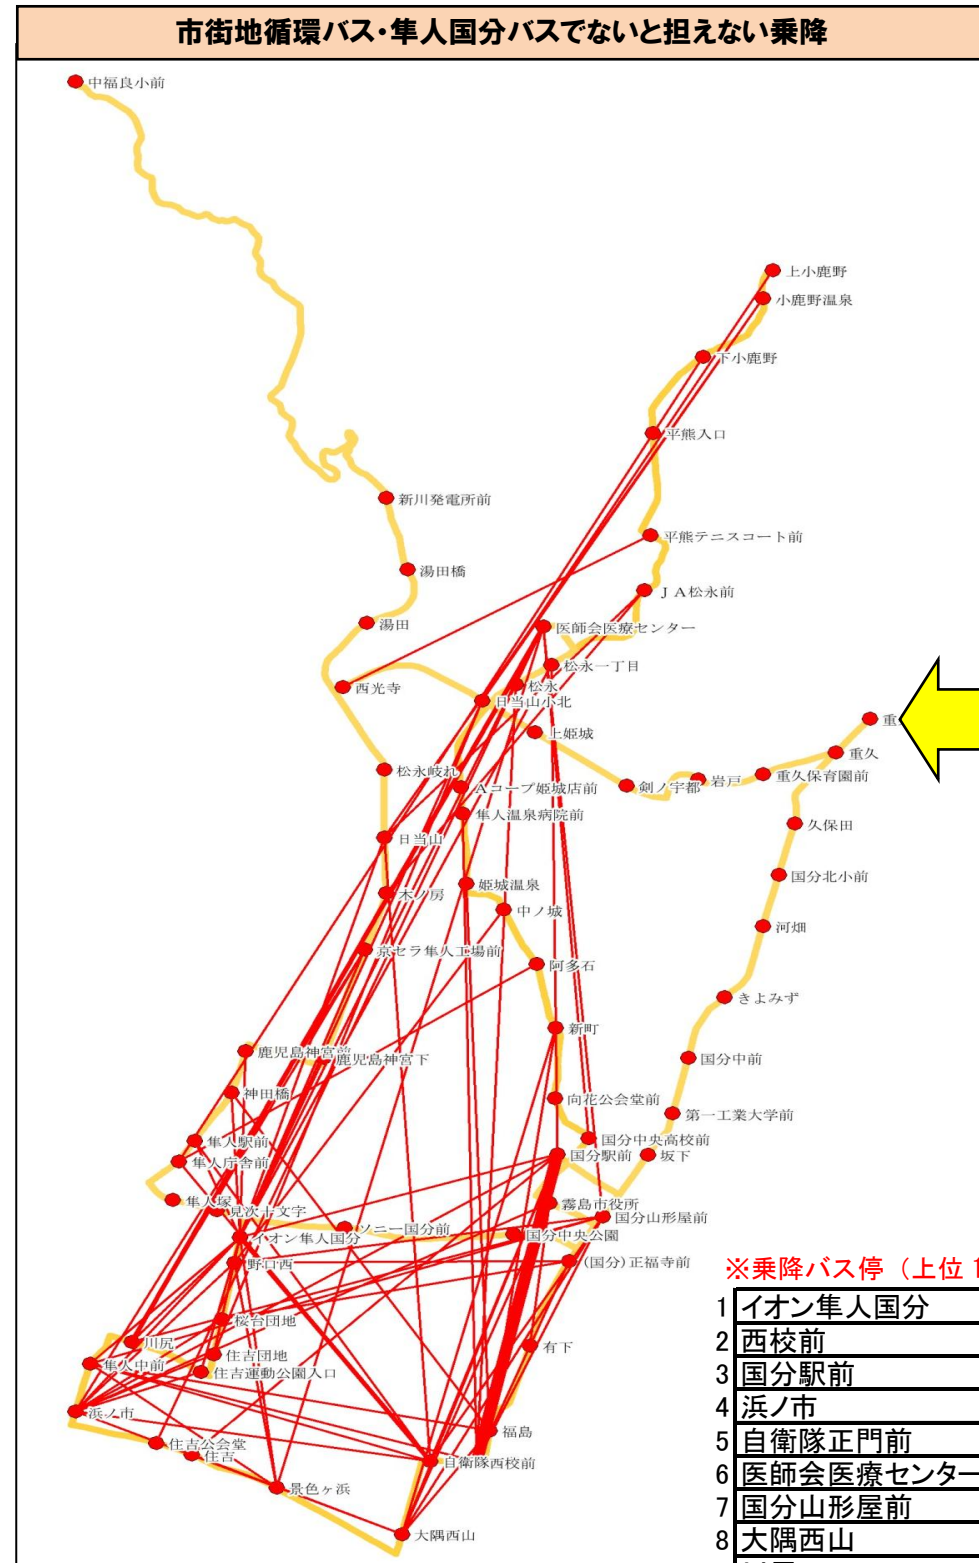 市街地循環バス・隼人国分バスでないと担えない乗降
中福良小前
上小鹿野
小鹿野温泉
下小鹿野
平熊入口
新川発電所前
平熊テニスコート前
湯田橋
ＪＡ松永前
湯田
医師会医療センター
松永一丁目
西光寺
松永
日当山小北
重
上姫城
重久
松永岐れ
岩戸
重久保育園前
Ａコープ姫城店前
剣ノ宇都
隼人温泉病院前
久保田
日当山
国分北小前
姫城温泉
木ノ房
中ノ城
河畑
京セラ隼人工場前
阿多石
きよみず
新町
鹿児島神宮前
鹿児島神宮下
国分中前
神田橋
向花公会堂前
第一工業大学前
隼人駅前
国分中央高校前
国分駅前
坂下
隼人庁舎前
隼人塚
見次十文字
霧島市役所
国分山形屋前
ソニー国分前
イオン隼人国分
国分中央公園
野口西
(国分)正福寺前
桜台団地
川尻
有下
住吉団地
隼人中前
住吉運動公園入口
浜ノ市
福島
住吉公会堂
住吉
自衛隊西校前
景色ヶ浜
大隅西山
※乗降バス停（上位1
1 イオン隼人国分
2 西校前
3 国分駅前
4 浜ノ市
5 自衛隊正門前
6 医師会医療センター
7 国分山形屋前
8 大隅西山